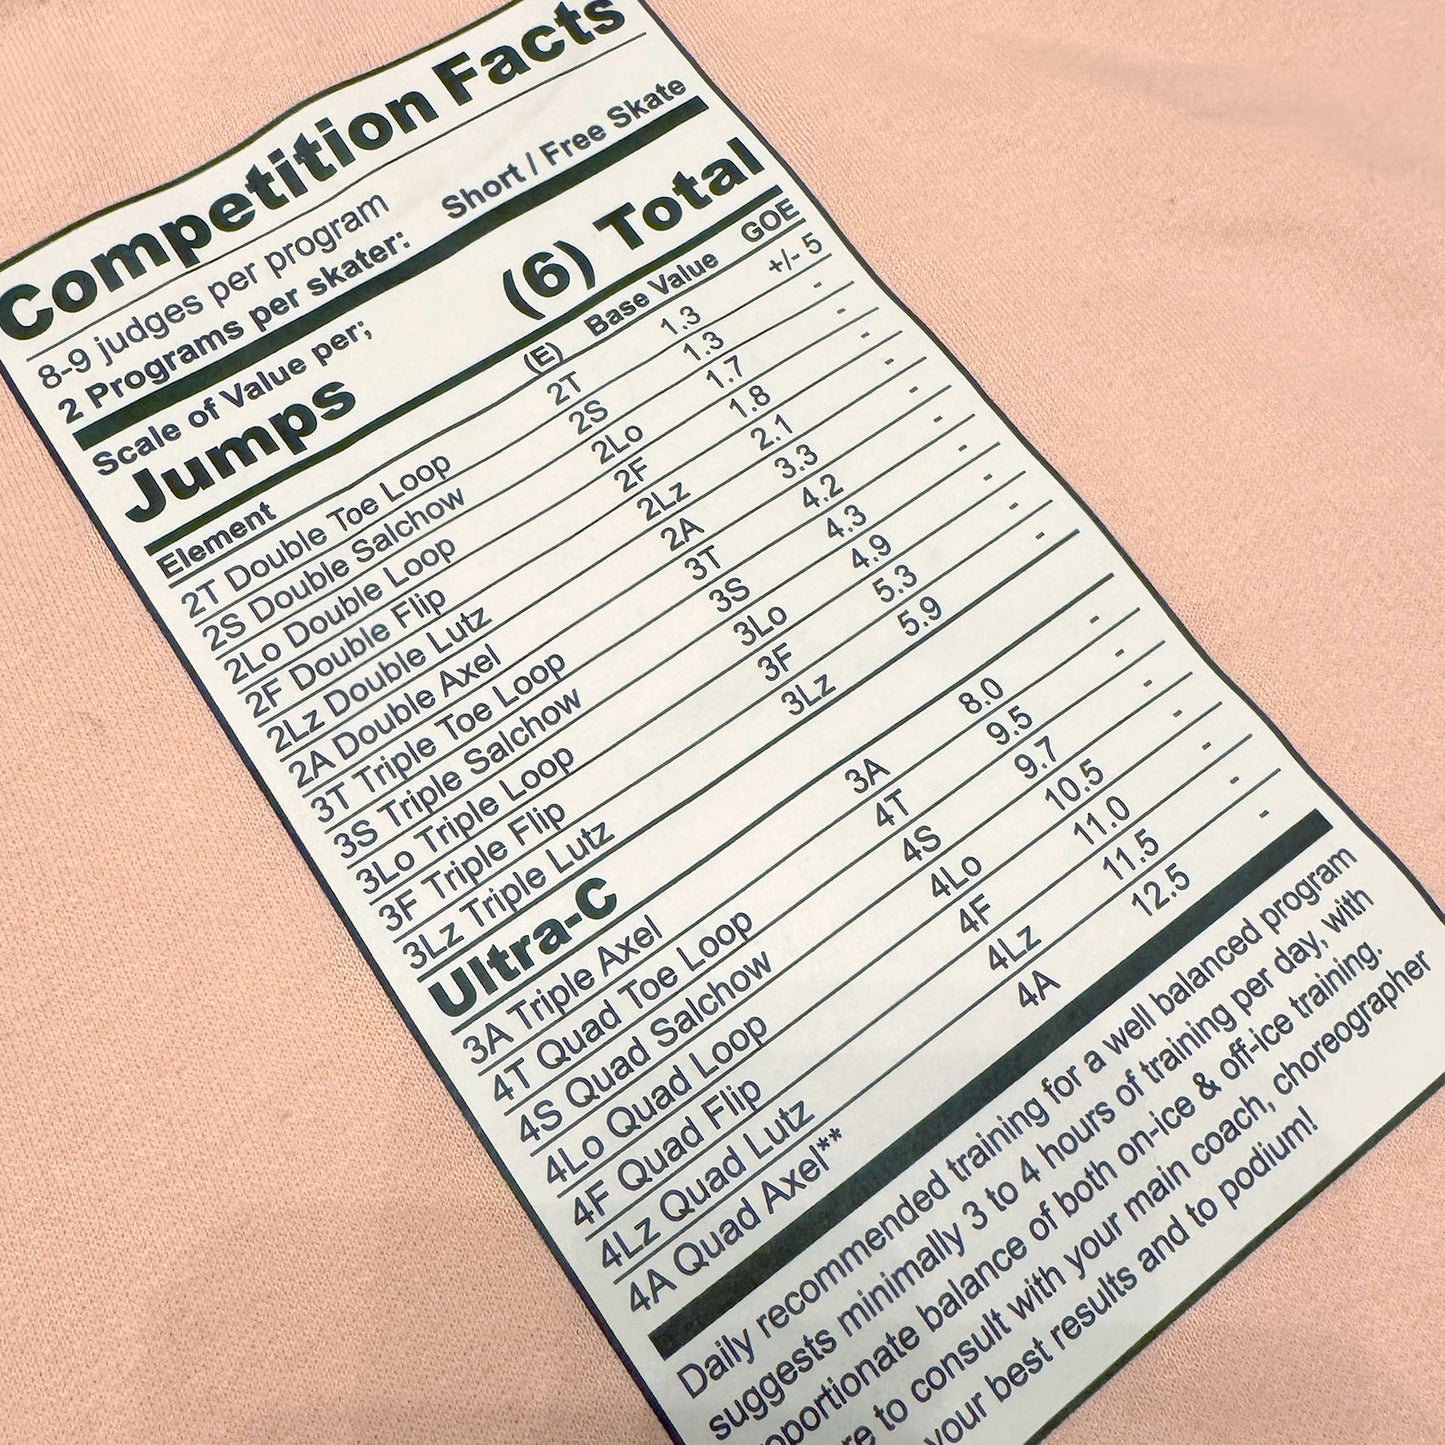 Competition Facts
8-9 judges per program
2 Programs per skater: Short / Free Skate
Scale of Value per;
Jumps (6) Total
Element (E) Base Value GOE
+/- 5
2T Double Toe Loop 2T 1.3 -
2S Double Salchow 2S 1.3 -
2Lo Double Loop 2Lo 1.7 -
2F Double Flip 2F 1.8 -
2Lz Double Lutz 2Lz 2.1 -
2A Double Axel 2A 3.3 -
3T Triple Toe Loop 3T 4.2 -
3S Triple Salchow 3S 4.3 -
3Lo Triple Loop 3Lo 4.9 -
3F Triple Flip 3F 5.3 -
3Lz Triple Lutz 3Lz 5.9
Ultra-C
3A Triple Axel 3A 8.0 -
4T Quad Toe Loop 4T 9.5 -
4S Quad Salchow 4S 9.7 -
4Lo Quad Loop 4Lo 10.5 -
4F Quad Flip 4F 11.0 -
4Lz Quad Lutz 4Lz 11.5 -
4A Quad Axel** 4A 12.5 -
Daily recommended training for a well balanced program
suggests minimally 3 to 4 hours of training per day, with
oportionate balance of both on-ice & off-ice training.
re to consult with your main coach, choreographer
your best results and to podium!